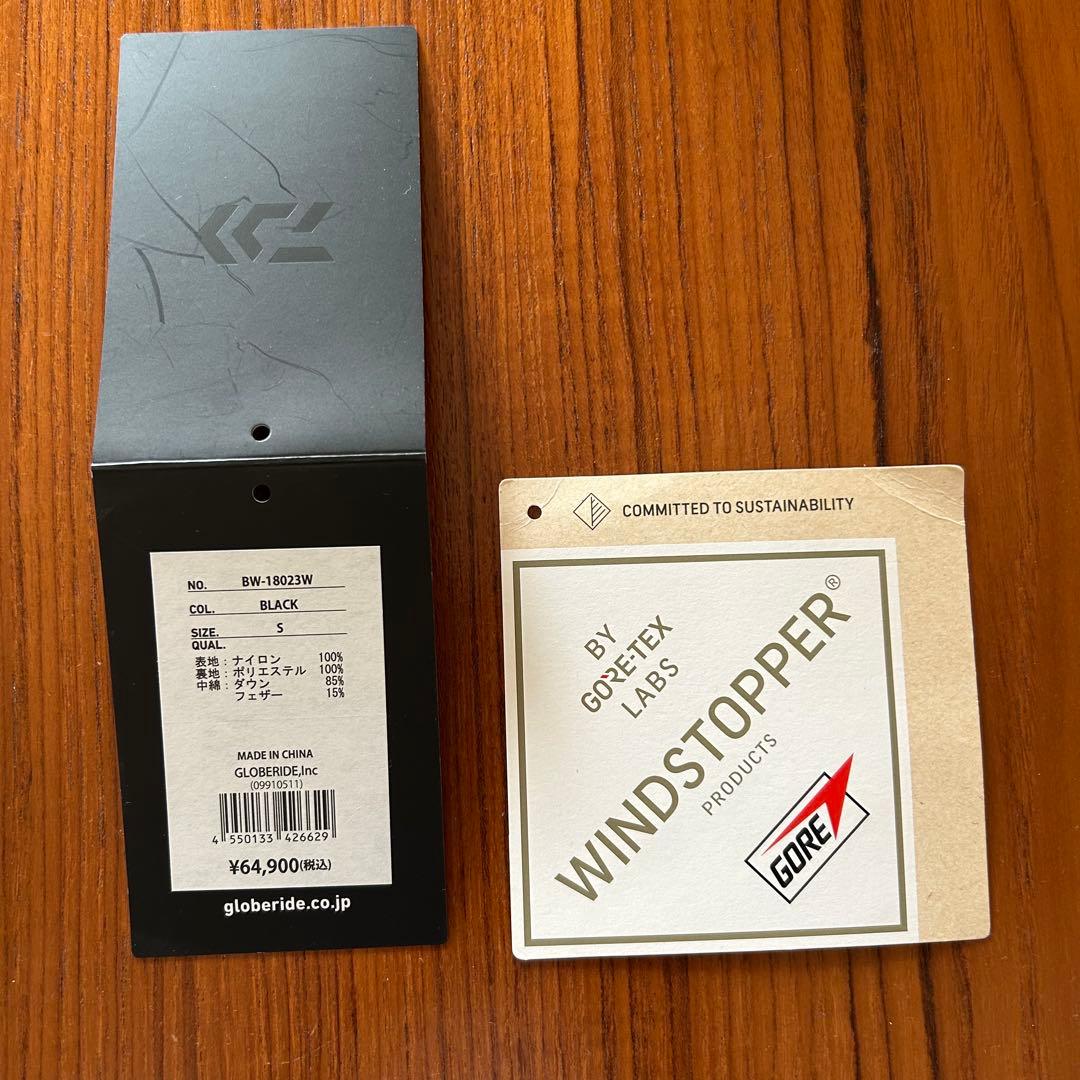 NO. BW-18023W
COL. BLACK
SIZE. S
QUAL.
表地:ナイロン 100%
裏地:ポリエステル 100%
中綿:ダウン 85%
フェザー 15%
MADE IN CHINA
GLOBERIDE,Inc
(09910511)
4 550133 426629
¥64,900(税込)
globeride.co.jp
COMMITTED TO SUSTAINABILITY
BY
GORE-TEX
LABS
WINDSTOPPER®
PRODUCTS
GORE